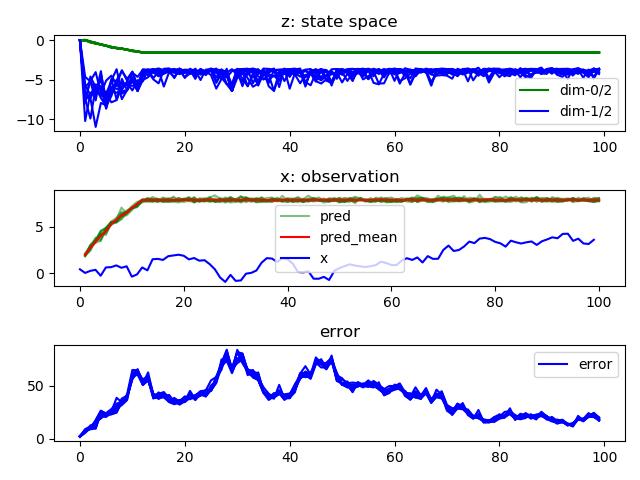 z: state space
0
−5
−10
dim-0/2
dim-1/2
0 20 40 60 80 100
x: observation
5
0
pred
pred_mean
x
0 20 40 60 80 100
error
50
0
error
0 20 40 60 80 100